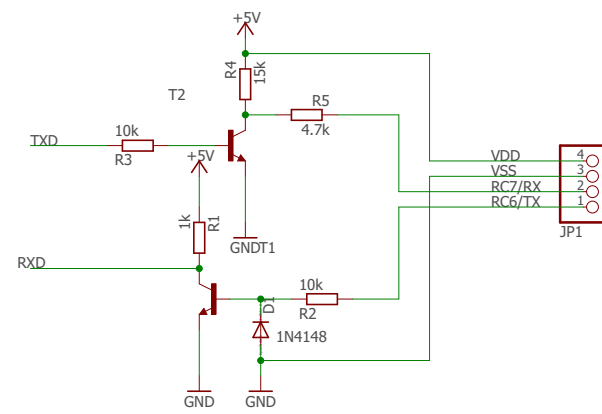 +5V
R4
15k
T2
R5
4.7k
TXD
10k
R3
+5V
VDD
4
VSS
3
RC7/RX
2
RC6/TX
1
JP1
1k
R1
GNDT1
RXD
10k
R2
D1
1N4148
GND
GND